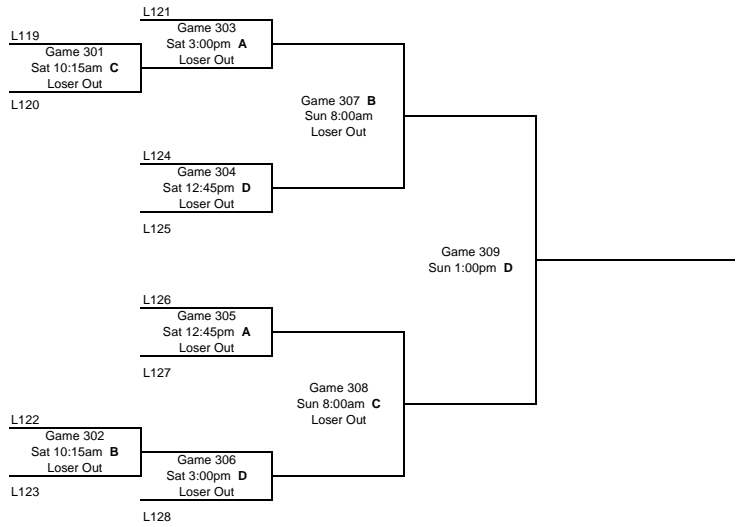 L121
Game 303
Sat 3:00pm A
Loser Out
L119
Game 301
Sat 10:15am C
Loser Out
L120
Game 307 B
Sun 8:00am
Loser Out
L124
Game 304
Sat 12:45pm D
Loser Out
L125
Game 309
Sun 1:00pm D
L126
Game 305
Sat 12:45pm A
Loser Out
L127
Game 308
Sun 8:00am C
Loser Out
L122
Game 302
Sat 10:15am B
Loser Out
L123
Game 306
Sat 3:00pm D
Loser Out
L128